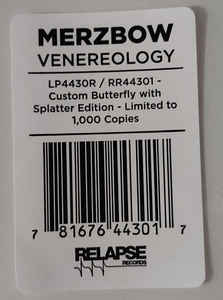 MERZBOW
VENEREOLOGY
LP4430R / RR44301 -
Custom Butterfly with
Splatter Edition - Limited to
1,000 Copies
7 81676 44301 7
RELAPSE
RECORDS